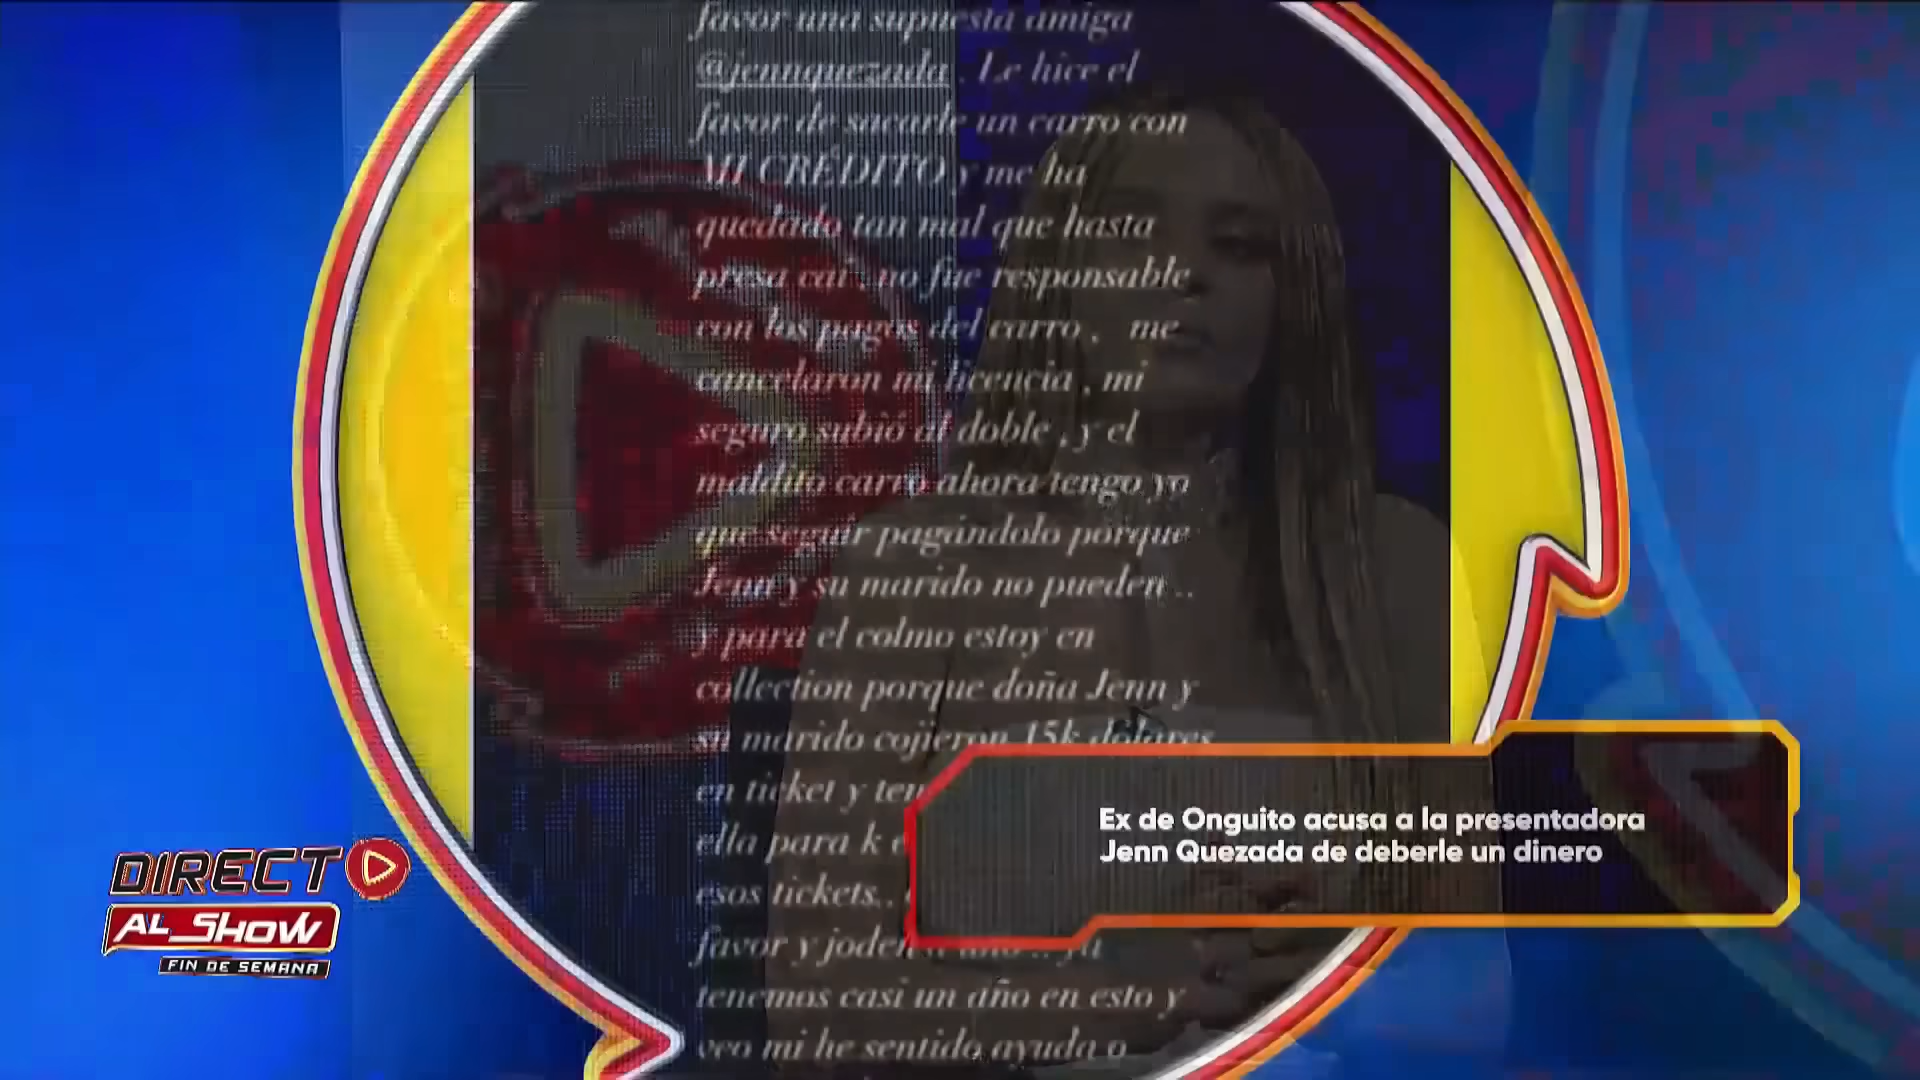 favor una supuesta amiga
@jennquezada . Le hice el
favor de sacarle un carro con
MI CRÉDITO y me ha
quedado tan mal que hasta
presa cai , no fue responsable
con los pagos del carro , me
cancelaron mi licencia , mi
seguro subió al doble , y el
maldito carro ahora tengo yo
que seguir pagándolo porque
Jenn y su marido no pueden ..
y para el colmo estoy en
collection porque doña Jenn y
su marido cojieron 15k dolares
en ticket y
ella para k
esos tickets..
favor y
tenemos casi un año en esto y
veo mi he sentido ayuda o
Ex de Onguito acusa a la presentadora
Jenn Quezada de deberle un dinero
DIRECTO
AL SHOW
FIN DE SEMANA